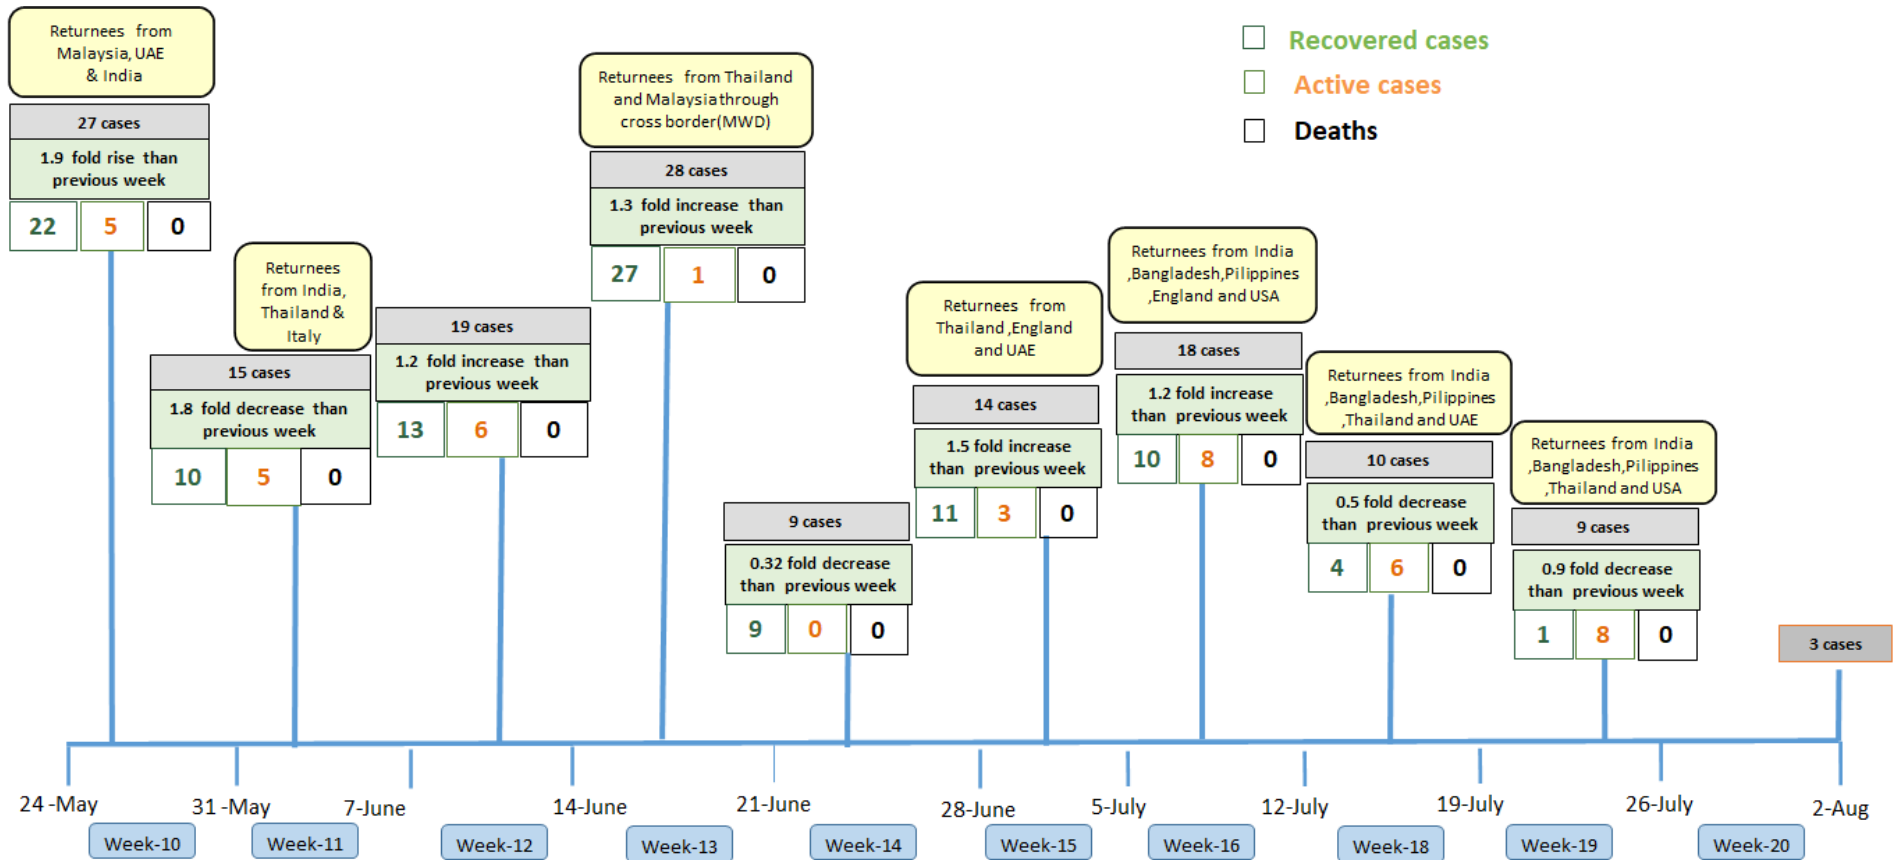 Returnees from
Malaysia, UAE
& India
27 cases
1.9 fold rise than
previous week
22 5 0
Returnees
from India,
Thailand &
Italy
15 cases
1.8 fold decrease than
previous week
10 5 0
19 cases
1.2 fold increase than
previous week
13 6 0
Returnees from Thailand
and Malaysiathrough
cross border(MWD)
28 cases
1.3 fold increase than
previous week
27 1 0
9 cases
0.32 fold decrease
than previous week
9 0 0
Returnees from
Thailand ,England
and UAE
14 cases
1.5 fold increase
than previous week
11 3 0
Returnees from India
,Bangladesh,Pilippines
,England and USA
18 cases
1.2 fold increase
than previous week
10 8 0
Returnees from India
,Bangladesh,Pilippines
,Thailand and UAE
10 cases
0.5 fold decrease
than previous week
4 6 0
Returnees from India
,Bangladesh,Pilippines
,Thailand and USA
9 cases
0.9 fold decrease
than previous week
1 8 0
3 cases
Recovered cases
Active cases
Deaths
24 -May 31-May 7-June 14-June 21-June 28-June 5-July 12-July 19-July 26-July 2-Aug
Week-10 Week-11 Week-12 Week-13 Week-14 Week-15 Week-16 Week-18 Week-19 Week-20